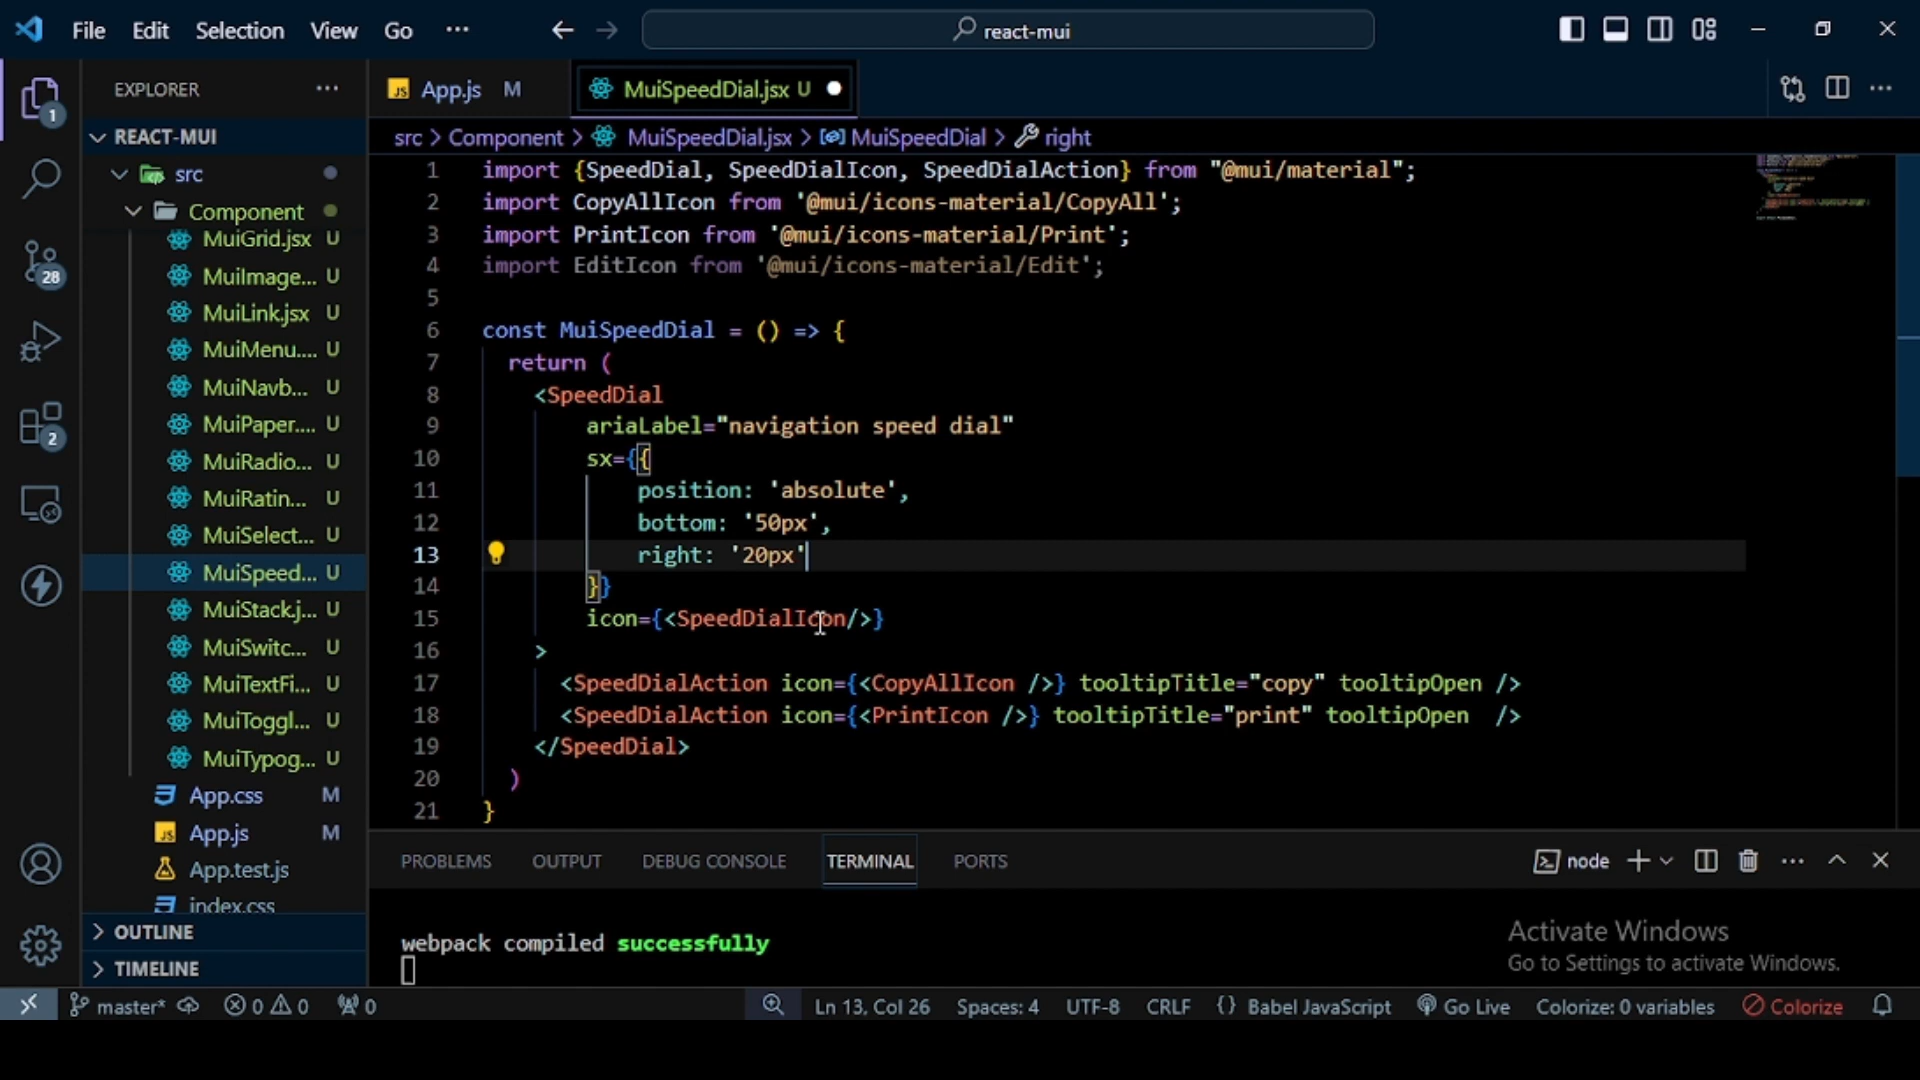 File Edit Selection View Go ··· react-mui
EXPLORER ···
REACT-MUI
src
Component
MuiGrid.jsx U
MuiImage... U
MuiLink.jsx U
MuiMenu.... U
MuiNavb... U
MuiPaper.... U
MuiRadio... U
MuiRatin... U
MuiSelect... U
MuiSpeed... U
MuiStack.j... U
MuiSwitc... U
MuiTextFi... U
MuiToggl... U
MuiTypog... U
App.css M
JS App.js M
App.test.js
index.css
OUTLINE
TIMELINE
1
28
2
JS App.js M MuiSpeedDial.jsx U
src > Component > MuiSpeedDial.jsx > MuiSpeedDial > right
1 import {SpeedDial, SpeedDialIcon, SpeedDialAction} from "@mui/material";
2 import CopyAllIcon from '@mui/icons-material/CopyAll';
3 import PrintIcon from '@mui/icons-material/Print';
4 import EditIcon from '@mui/icons-material/Edit';
5
6 const MuiSpeedDial = () => {
7 return (
8 <SpeedDial
9 ariaLabel="navigation speed dial"
10 sx={{
11 position: 'absolute',
12 bottom: '50px',
13 right: '20px'
14 }}
15 icon={<SpeedDialIcon/>}
16 >
17 <SpeedDialAction icon={<CopyAllIcon />} tooltipTitle="copy" tooltipOpen />
18 <SpeedDialAction icon={<PrintIcon />} tooltipTitle="print" tooltipOpen />
19 </SpeedDial>
20 )
21 }
PROBLEMS OUTPUT DEBUG CONSOLE TERMINAL PORTS node
webpack compiled successfully
Activate Windows
Go to Settings to activate Windows.
master* 0 0 0 Ln 13, Col 26 Spaces: 4 UTF-8 CRLF {} Babel JavaScript Go Live Colorize: 0 variables Colorize